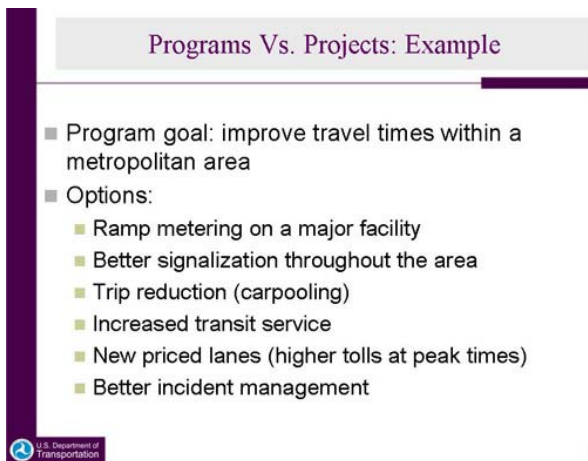 Programs Vs. Projects: Example
Program goal: improve travel times within a
metropolitan area
Options:
Ramp metering on a major facility
Better signalization throughout the area
Trip reduction (carpooling)
Increased transit service
New priced lanes (higher tolls at peak times)
Better incident management
U.S. Department of
Transportation